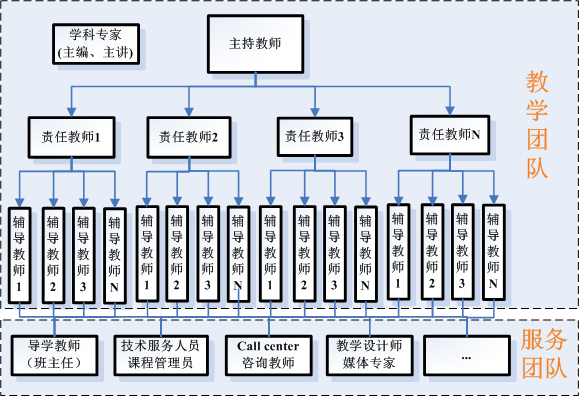 学科专家
(主编、主讲)
主持教师
教学团队
责任教师1
责任教师2
责任教师3
责任教师N
辅导教师1
辅导教师2
辅导教师3
辅导教师N
辅导教师1
辅导教师2
辅导教师3
辅导教师N
辅导教师1
辅导教师2
辅导教师3
辅导教师N
辅导教师1
辅导教师2
辅导教师3
辅导教师N
导学教师
（班主任）
技术服务人员
课程管理员
Call center
咨询教师
教学设计师
媒体专家
...
服务
团队